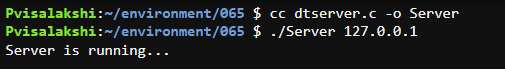 Pvisalakshi:~/environment/065 $ cc dtserver.c -o Server
Pvisalakshi:~/environment/065 $ ./Server 127.0.0.1
Server is running...